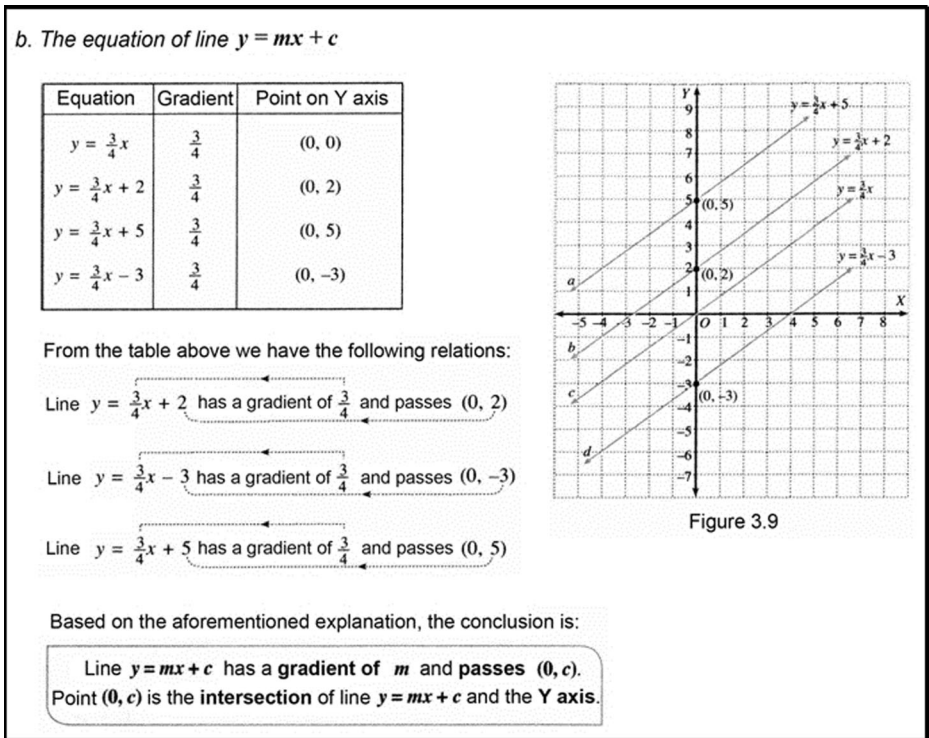 b. The equation of line y = mx + c
Equation Gradient Point on Y axis
y = 3/4x 3/4 (0, 0)
y = 3/4x + 2 3/4 (0, 2)
y = 3/4x + 5 3/4 (0, 5)
y = 3/4x − 3 3/4 (0, −3)
From the table above we have the following relations:
Line y = 3/4x + 2 has a gradient of 3/4 and passes (0, 2)
Line y = 3/4x − 3 has a gradient of 3/4 and passes (0, −3)
Line y = 3/4x + 5 has a gradient of 3/4 and passes (0, 5)
Y
9
8
7
6
5
4
3
2
1
y = 3/4x + 5
y = 3/4x + 2
y = 3/4x
y = 3/4x − 3
(0, 5)
(0, 2)
a
X
−5 −4 −3 −2 −1 O 1 2 3 4 5 6 7 8
b
c
d
−1
−2
−3
(0, −3)
−4
−5
−6
−7
Figure 3.9
Based on the aforementioned explanation, the conclusion is:
Line y = mx + c has a gradient of m and passes (0, c).
Point (0, c) is the intersection of line y = mx + c and the Y axis.